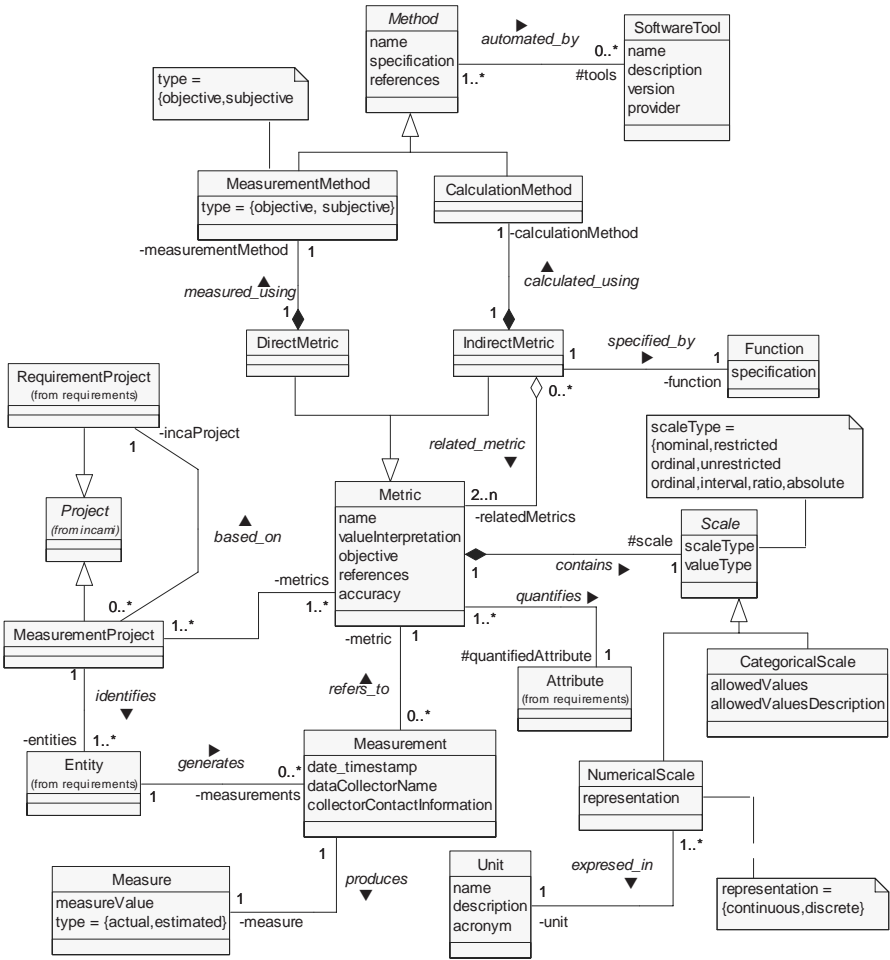 Method
name
specification
references
automated_by
1..*
0..*
#tools
SoftwareTool
name
description
version
provider
type =
{objective,subjective
MeasurementMethod
type = {objective, subjective}
-measurementMethod
1
CalculationMethod
1
-calculationMethod
measured_using
1
calculated_using
1
DirectMetric
IndirectMetric
1
specified_by
1
-function
Function
specification
0..*
RequirementProject
(from requirements)
-incaProject
1
related_metric
2..n
-relatedMetrics
scaleType =
{nominal,restricted
ordinal,unrestricted
ordinal,interval,ratio,absolute
Project
(from incami)
based_on
Metric
name
valueInterpretation
objective
references
accuracy
#scale
1
contains
1
Scale
scaleType
valueType
-metrics
1..*
quantifies
1..*
0..*
MeasurementProject
1..*
1
-metric
1
#quantifiedAttribute
1
Attribute
(from requirements)
CategoricalScale
allowedValues
allowedValuesDescription
identifies
refers_to
-entities
1..*
0..*
Entity
(from requirements)
1
generates
0..*
-measurements
Measurement
date_timestamp
dataCollectorName
collectorContactInformation
NumericalScale
representation
1..*
1
produces
Measure
measureValue
type = {actual,estimated}
1
-measure
Unit
name
description
acronym
1
-unit
expresed_in
representation =
{continuous,discrete}